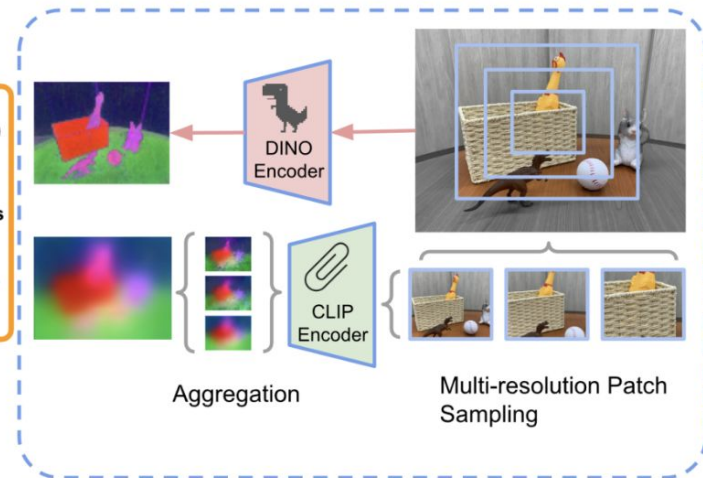 DINO
Encoder
CLIP
Encoder
Aggregation
Multi-resolution Patch
Sampling